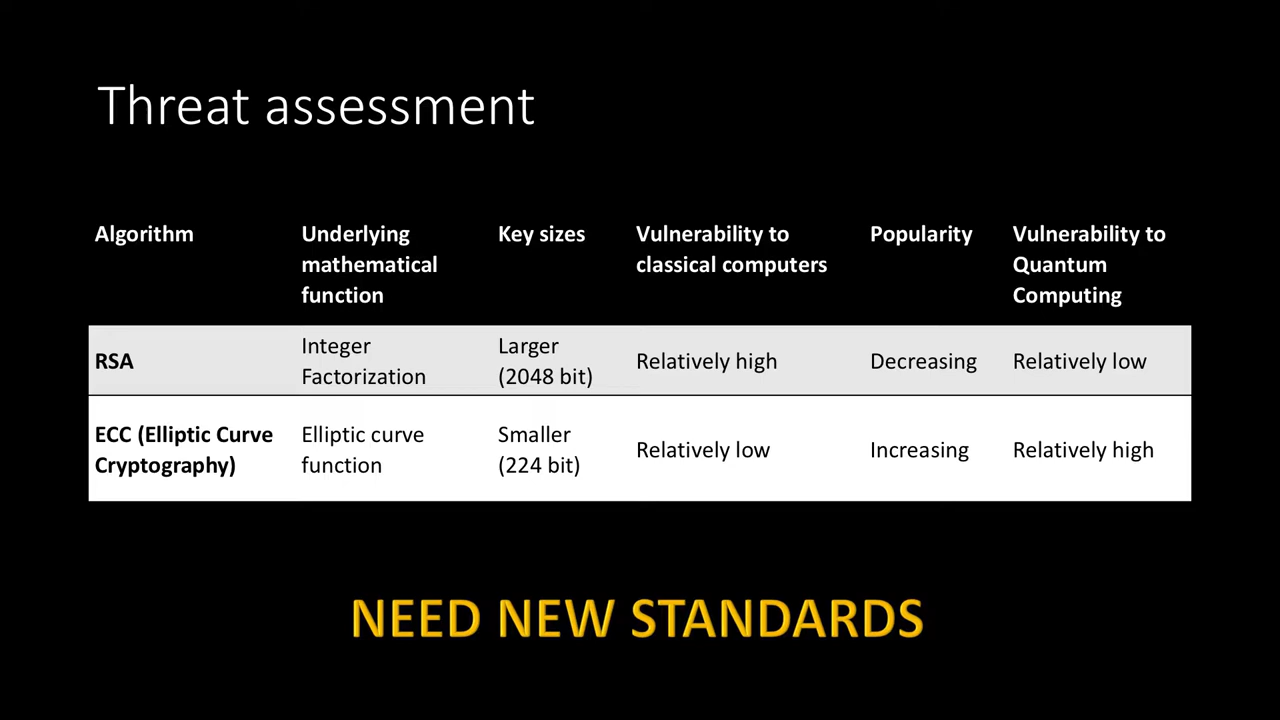 Threat assessment
Algorithm
Underlying
mathematical
function
Key sizes
Vulnerability to
classical computers
Popularity
Vulnerability to
Quantum
Computing
RSA
Integer
Factorization
Larger
(2048 bit)
Relatively high
Decreasing
Relatively low
ECC (Elliptic Curve
Cryptography)
Elliptic curve
function
Smaller
(224 bit)
Relatively low
Increasing
Relatively high
NEED NEW STANDARDS